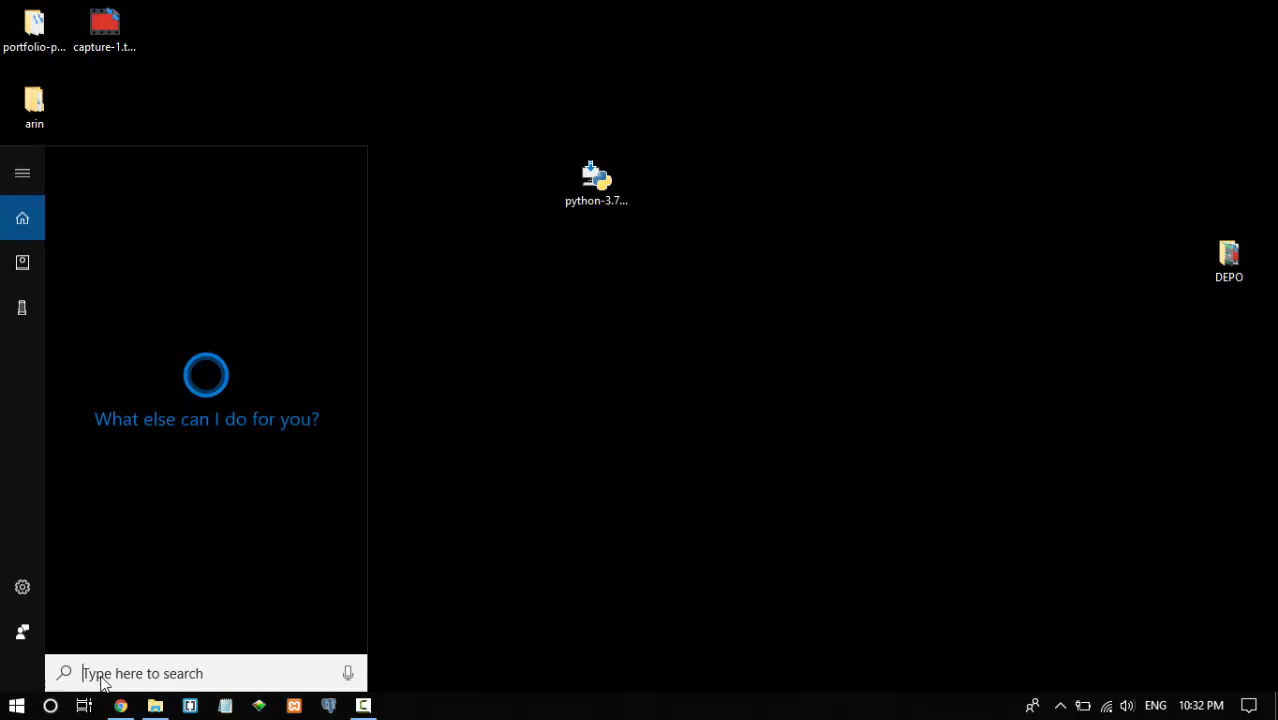 portfolio-p...
capture-1.t...
arin
python-3.7...
DEPO
What else can I do for you?
Type here to search
ENG
10:32 PM